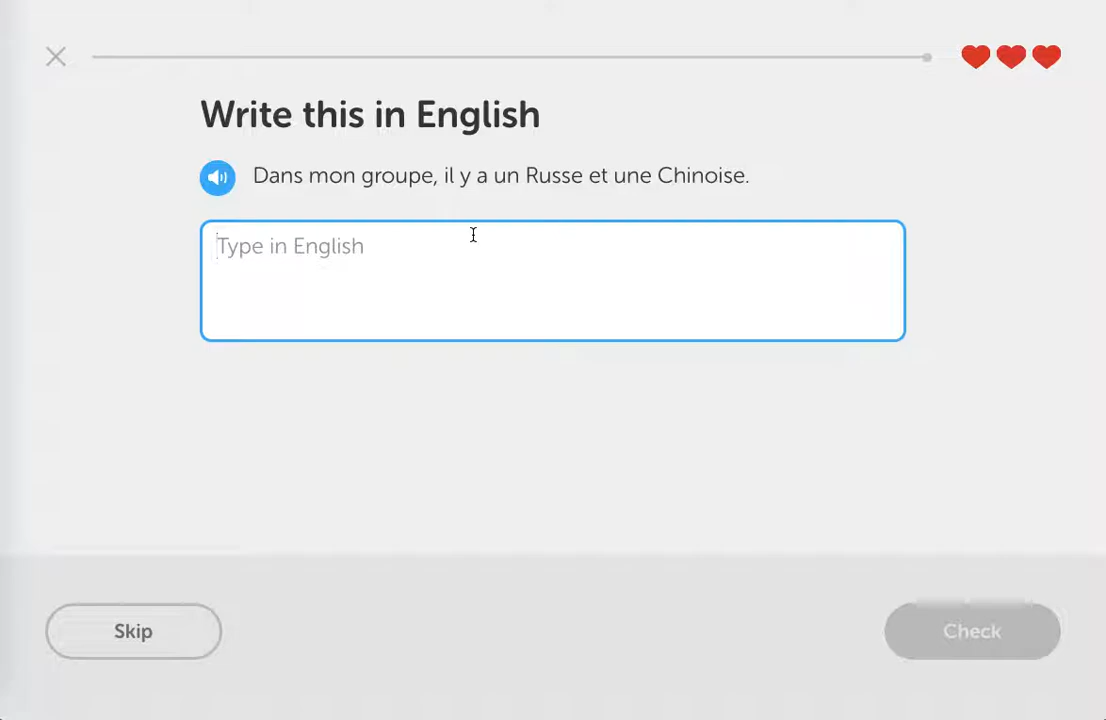 Write this in English
Dans mon groupe, il y a un Russe et une Chinoise.
Type in English
Skip
Check